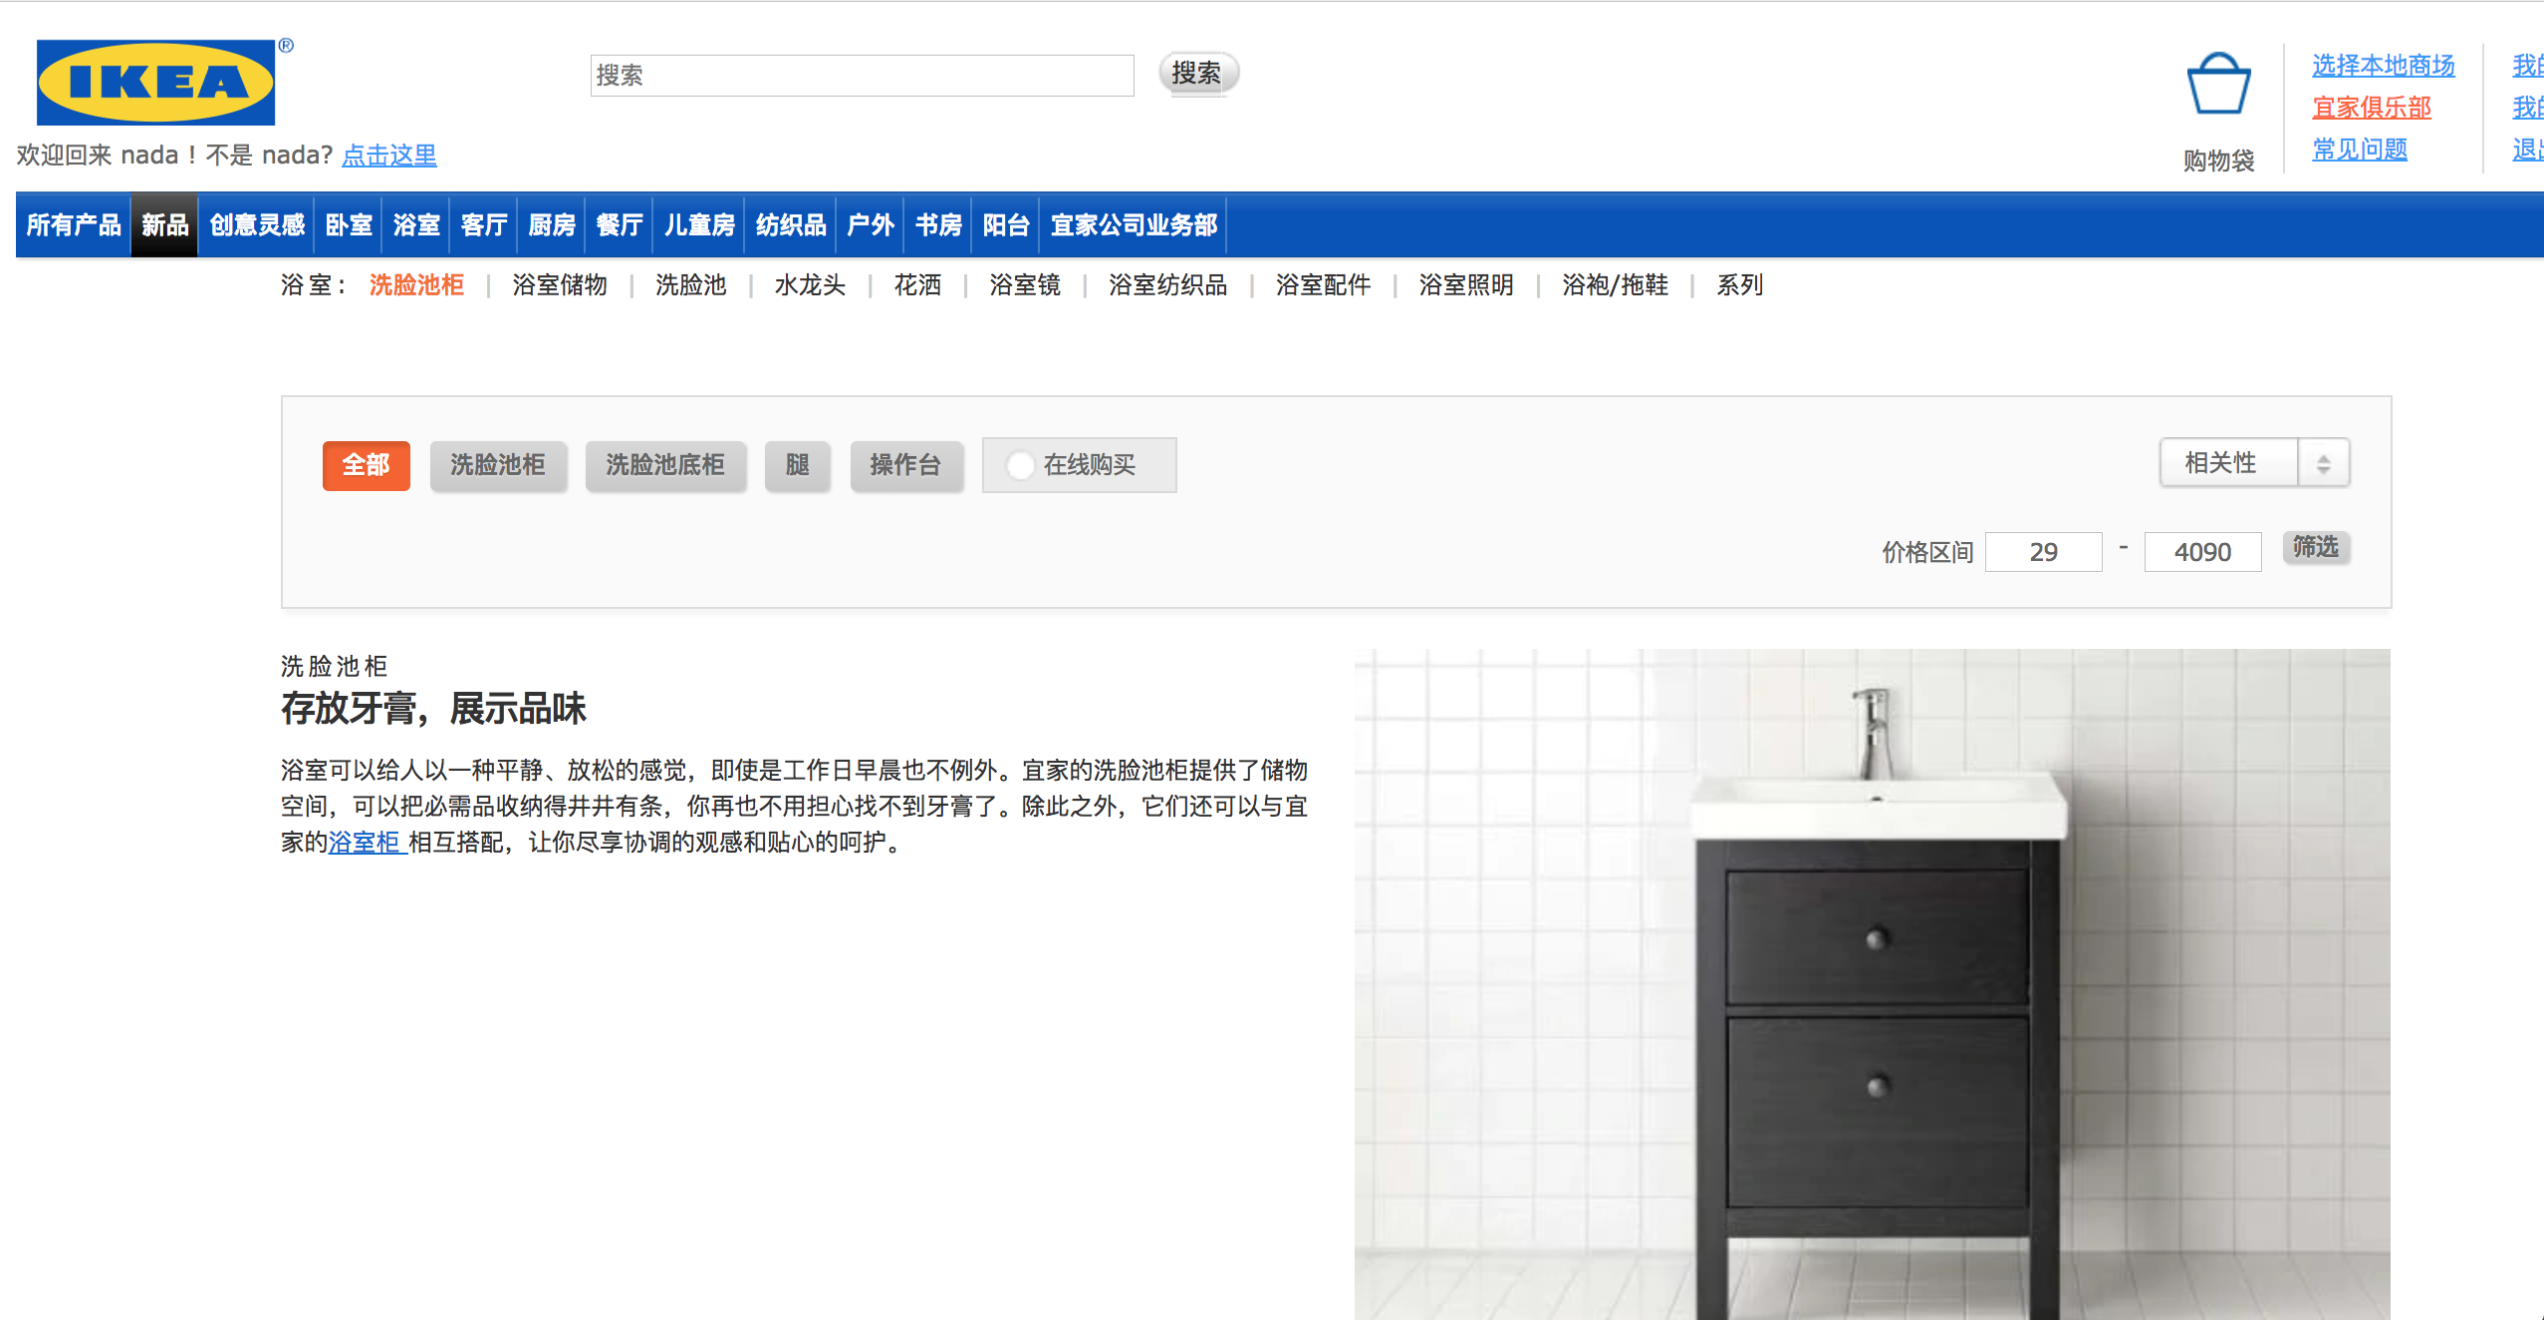 IKEA®
搜索
搜索
购物袋
选择本地商场
宜家俱乐部
常见问题
欢迎回来 nada！不是 nada? 点击这里
所有产品 新品 创意灵感 卧室 浴室 客厅 厨房 餐厅 儿童房 纺织品 户外 书房 阳台 宜家公司业务部
浴室： 洗脸池柜 | 浴室储物 | 洗脸池 | 水龙头 | 花洒 | 浴室镜 | 浴室纺织品 | 浴室配件 | 浴室照明 | 浴袍/拖鞋 | 系列
全部 洗脸池柜 洗脸池底柜 腿 操作台 在线购买 相关性
价格区间 29 - 4090 筛选
洗脸池柜
存放牙膏，展示品味
浴室可以给人以一种平静、放松的感觉，即使是工作日早晨也不例外。宜家的洗脸池柜提供了储物
空间，可以把必需品收纳得井井有条，你再也不用担心找不到牙膏了。除此之外，它们还可以与宜
家的浴室柜 相互搭配，让你尽享协调的观感和贴心的呵护。